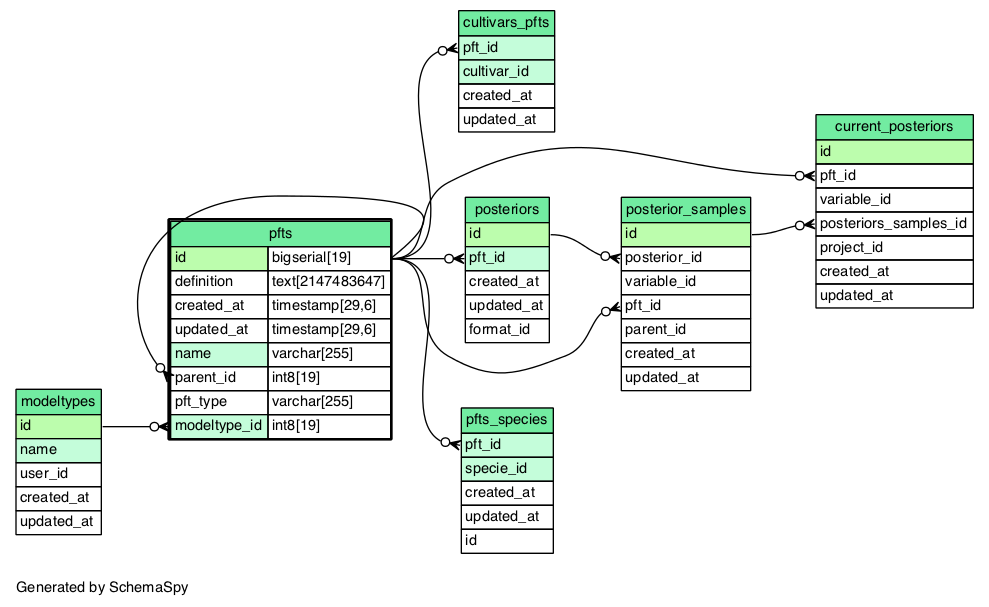 cultivars_pfts
pft_id
cultivar_id
created_at
updated_at
current_posteriors
id
pft_id
variable_id
posteriors_samples_id
project_id
created_at
updated_at
posteriors
id
pft_id
created_at
updated_at
format_id
posterior_samples
id
posterior_id
variable_id
pft_id
parent_id
created_at
updated_at
pfts
id bigserial[19]
definition text[2147483647]
created_at timestamp[29,6]
updated_at timestamp[29,6]
name varchar[255]
parent_id int8[19]
pft_type varchar[255]
modeltype_id int8[19]
modeltypes
id
name
user_id
created_at
updated_at
pfts_species
pft_id
specie_id
created_at
updated_at
id
Generated by SchemaSpy